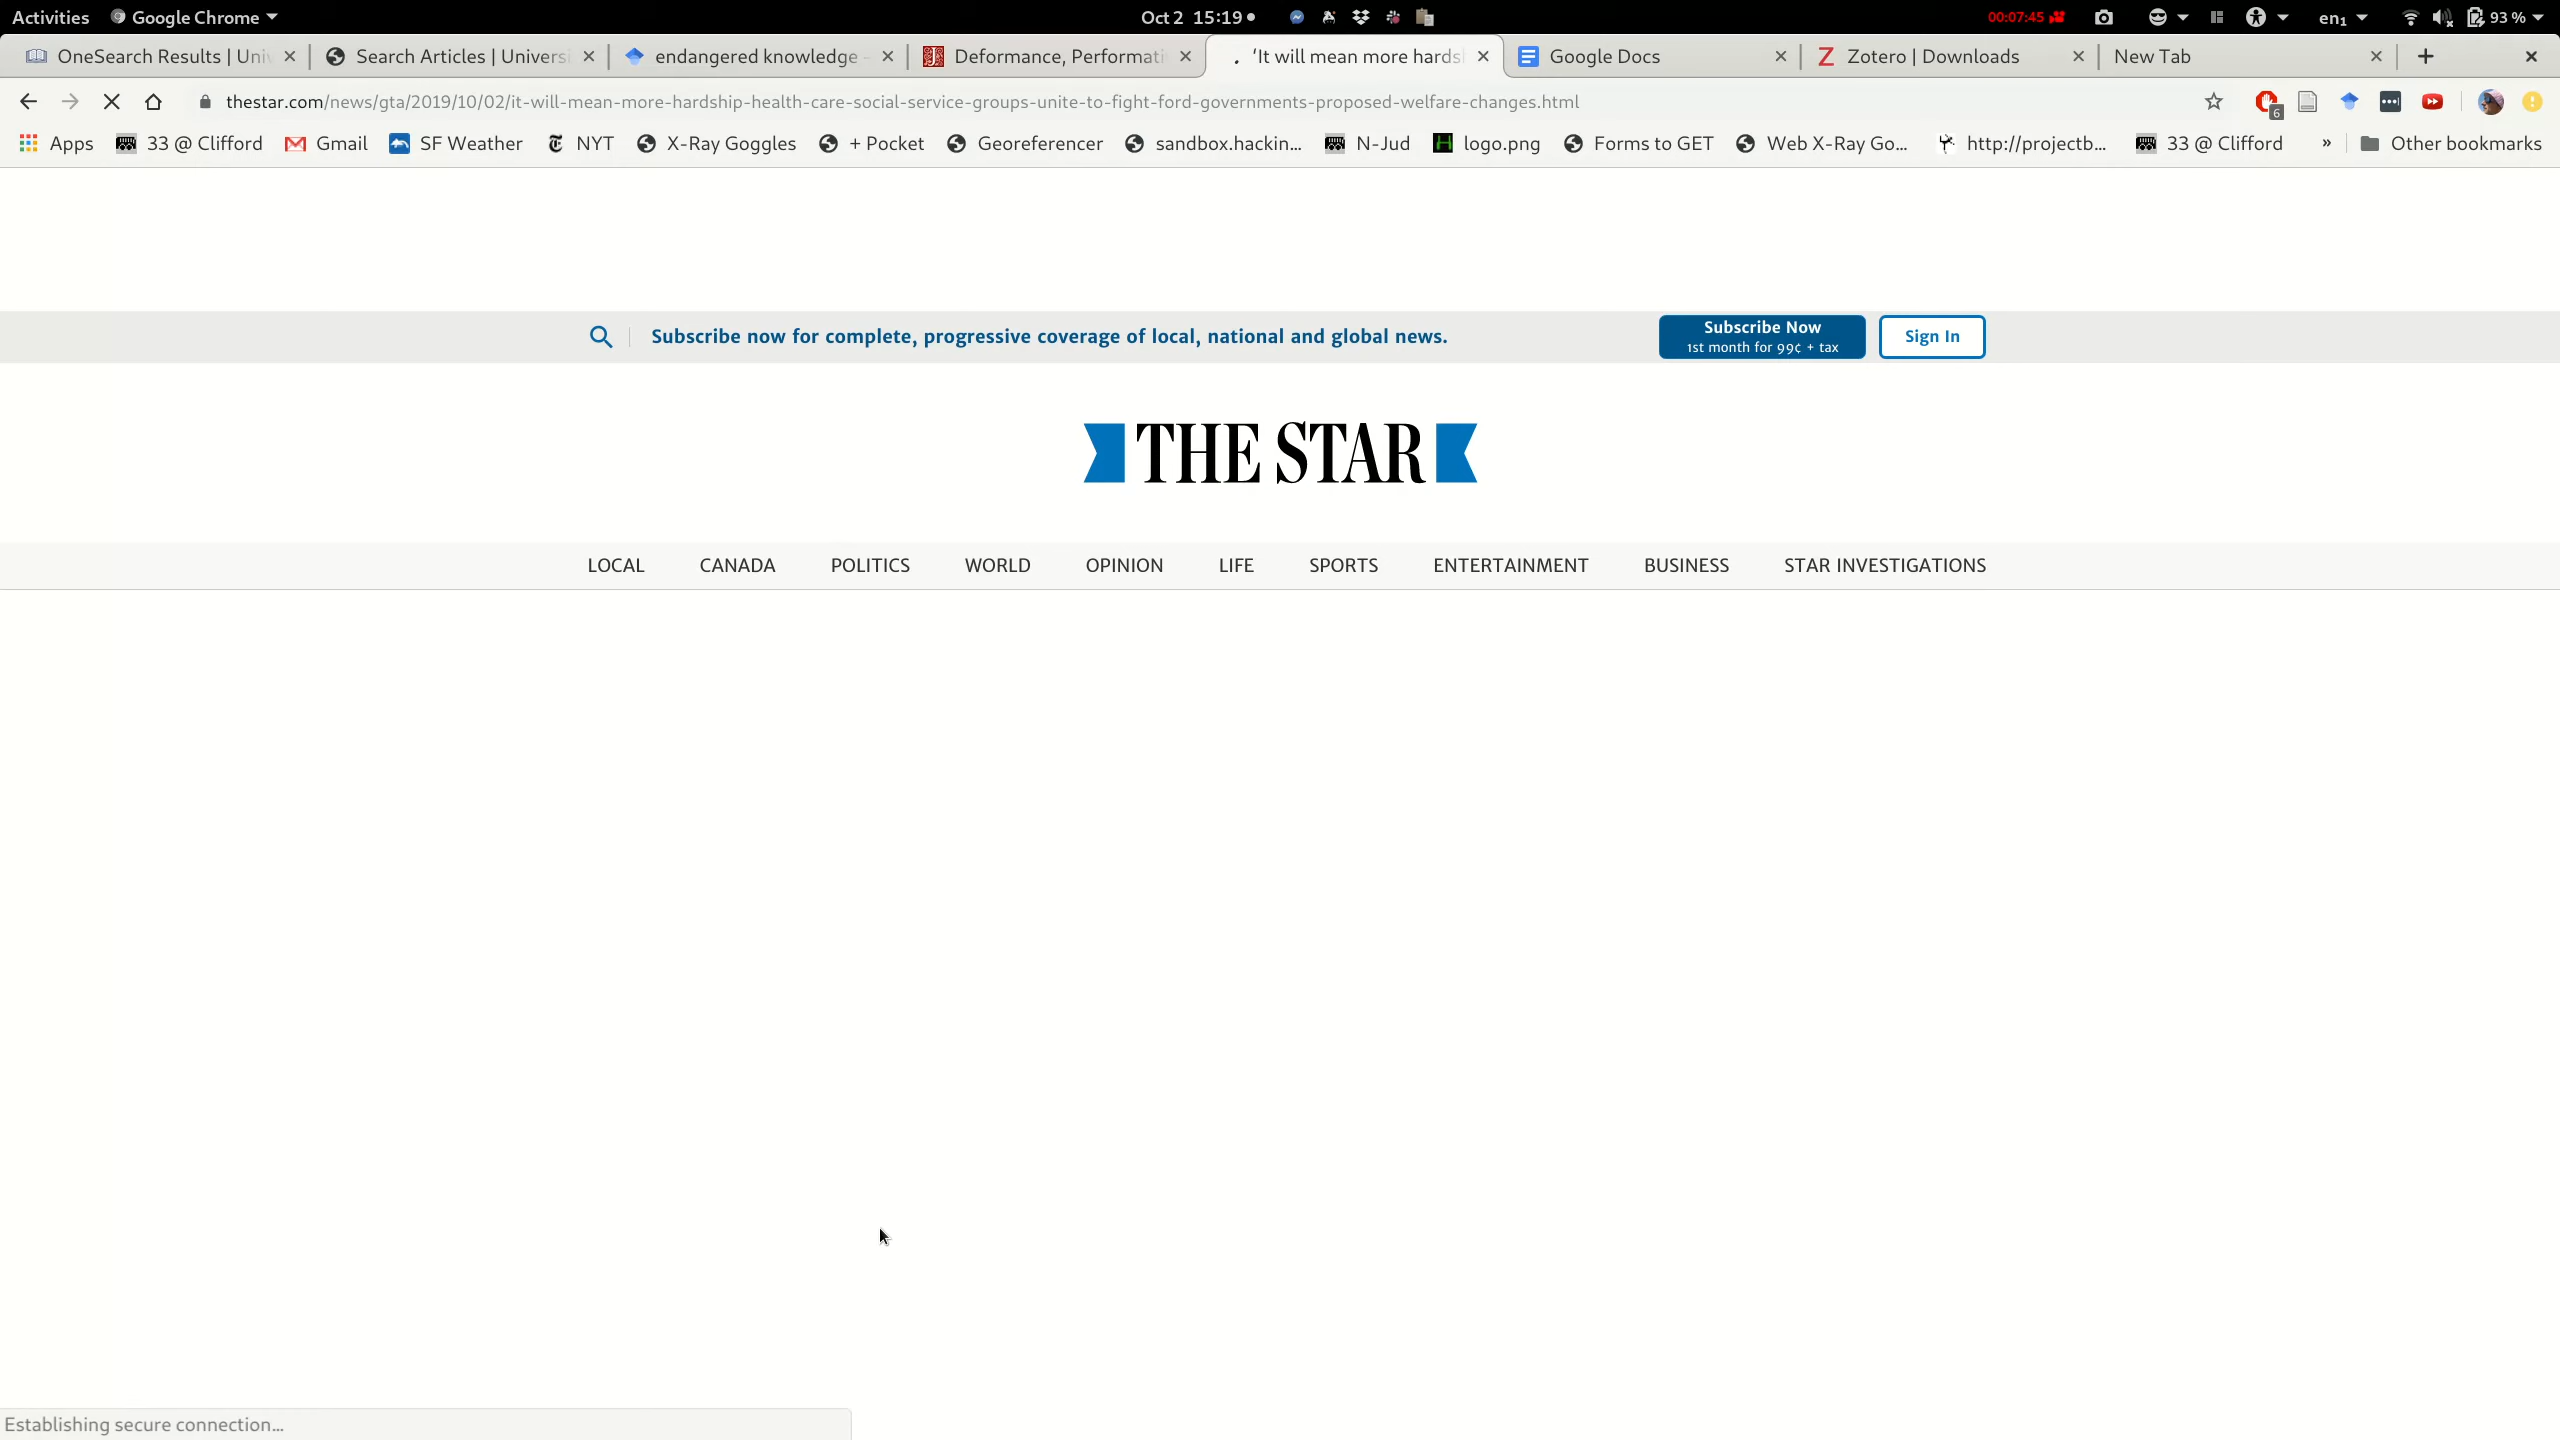 Activities Google Chrome Oct 2 15:19 00:07:45 en₁ 93 %
OneSearch Results | Uni Search Articles | Universi endangered knowledge - Deformance, Performati 'It will mean more hards Google Docs Zotero | Downloads New Tab
thestar.com/news/gta/2019/10/02/it-will-mean-more-hardship-health-care-social-service-groups-unite-to-fight-ford-governments-proposed-welfare-changes.html 6
Apps 33 @ Clifford Gmail SF Weather NYT X-Ray Goggles + Pocket Georeferencer sandbox.hackin... N-Jud logo.png Forms to GET Web X-Ray Go... http://projectb... 33 @ Clifford » Other bookmarks
Subscribe now for complete, progressive coverage of local, national and global news. Subscribe Now Sign In
1st month for 99¢ + tax
THE STAR
LOCAL CANADA POLITICS WORLD OPINION LIFE SPORTS ENTERTAINMENT BUSINESS STAR INVESTIGATIONS
Establishing secure connection...